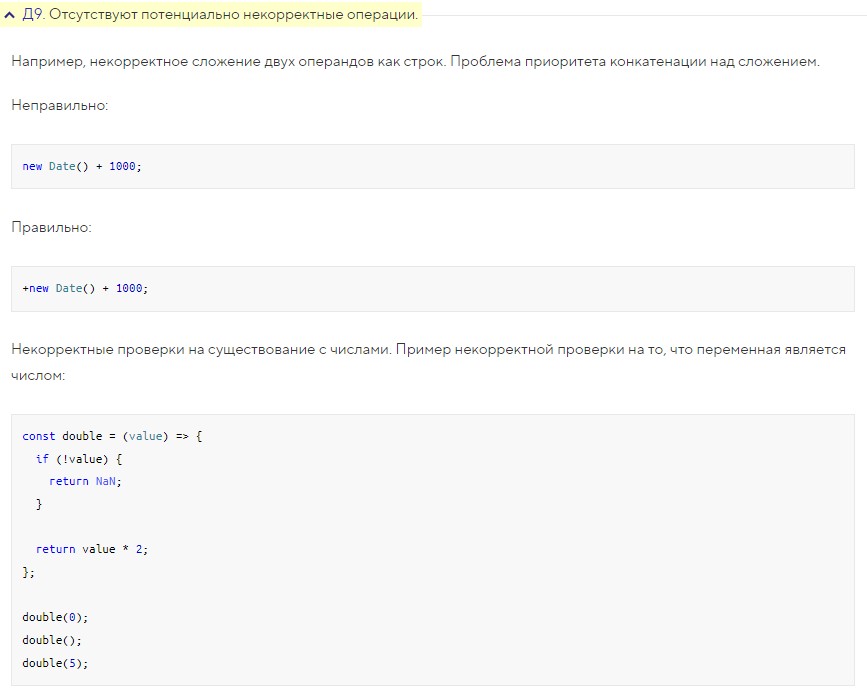 Д9. Отсутствуют потенциально некорректные операции.
Например, некорректное сложение двух операндов как строк. Проблема приоритета конкатенации над сложением.
Неправильно:
new Date() + 1000;
Правильно:
+new Date() + 1000;
Некорректные проверки на существование с числами. Пример некорректной проверки на то, что переменная является
числом:
const double = (value) => {
  if (!value) {
    return NaN;
  }
  return value * 2;
};
double(0);
double();
double(5);